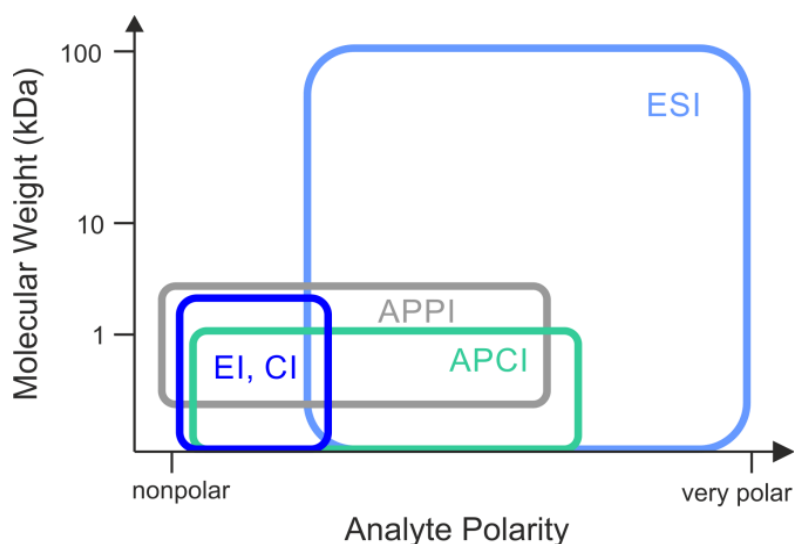 Molecular Weight (kDa)
100
10
1
ESI
APPI
APCI
EI, CI
nonpolar
very polar
Analyte Polarity